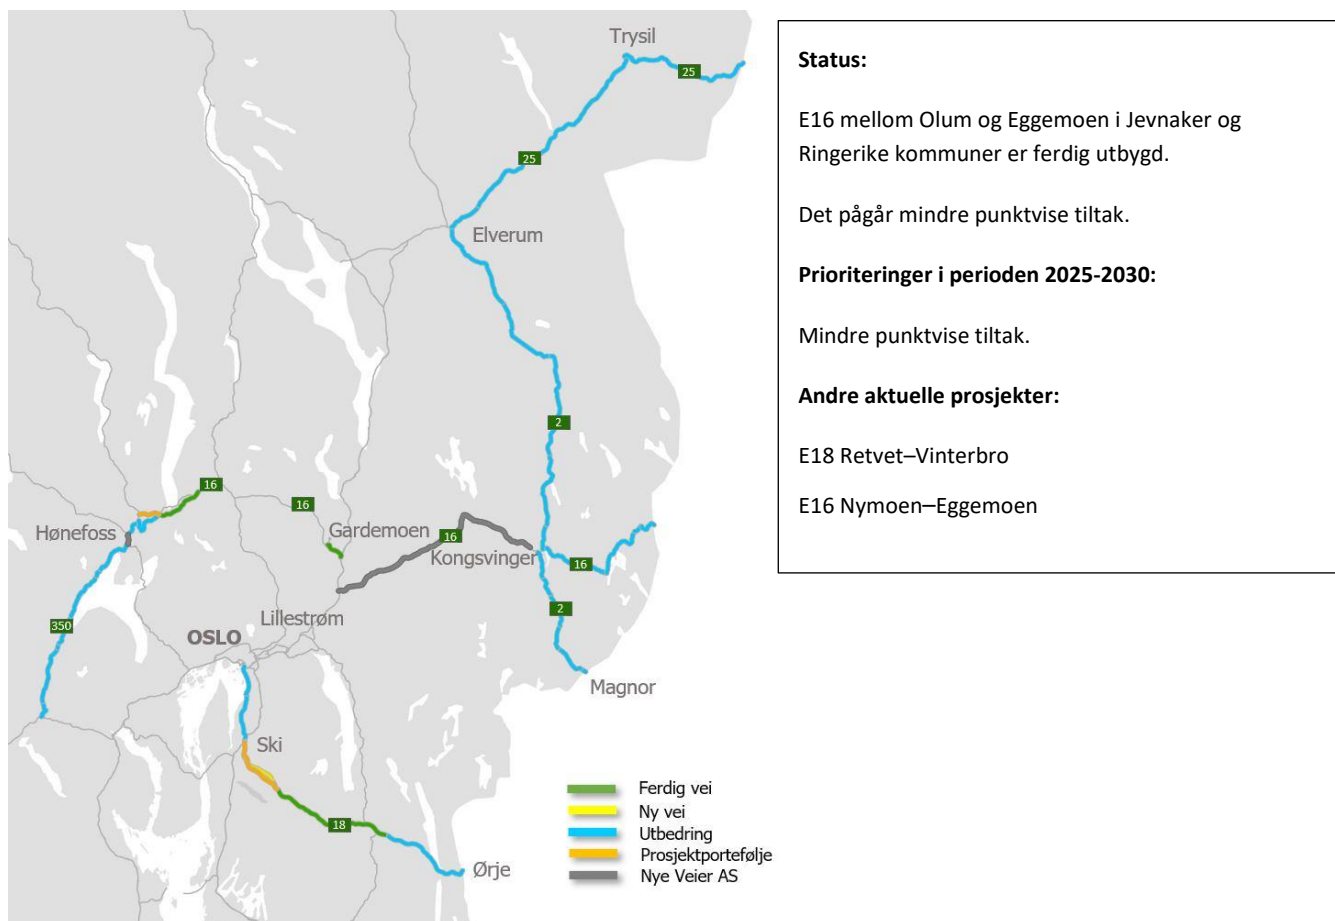 Trysil
25
25
Elverum
2
16
16
Hønefoss
Gardemoen
16
Kongsvinger
16
350
Lillestrøm
2
OSLO
Magnor
Ski
18
Ørje
Ferdig vei
Ny vei
Utbedring
Prosjektportefølje
Nye Veier AS
Status:
E16 mellom Olum og Eggemoen i Jevnaker og
Ringerike kommuner er ferdig utbygd.
Det pågår mindre punktvise tiltak.
Prioriteringer i perioden 2025-2030:
Mindre punktvise tiltak.
Andre aktuelle prosjekter:
E18 Retvet–Vinterbro
E16 Nymoen–Eggemoen